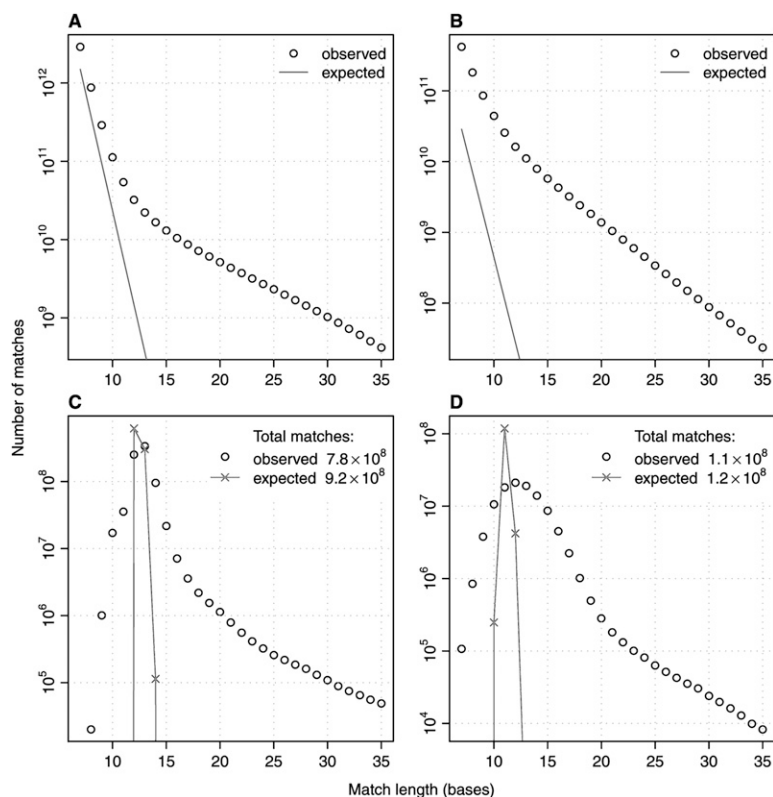 A
observed
expected
10^12
10^11
10^10
10^9
10 15 20 25 30 35
B
observed
expected
10^11
10^10
10^9
10^8
10 15 20 25 30 35
Number of matches
C
Total matches:
observed 7.8×10^8
expected 9.2×10^8
10^8
10^7
10^6
10^5
10 15 20 25 30 35
D
Total matches:
observed 1.1×10^8
expected 1.2×10^8
10^8
10^7
10^6
10^5
10^4
10 15 20 25 30 35
Match length (bases)